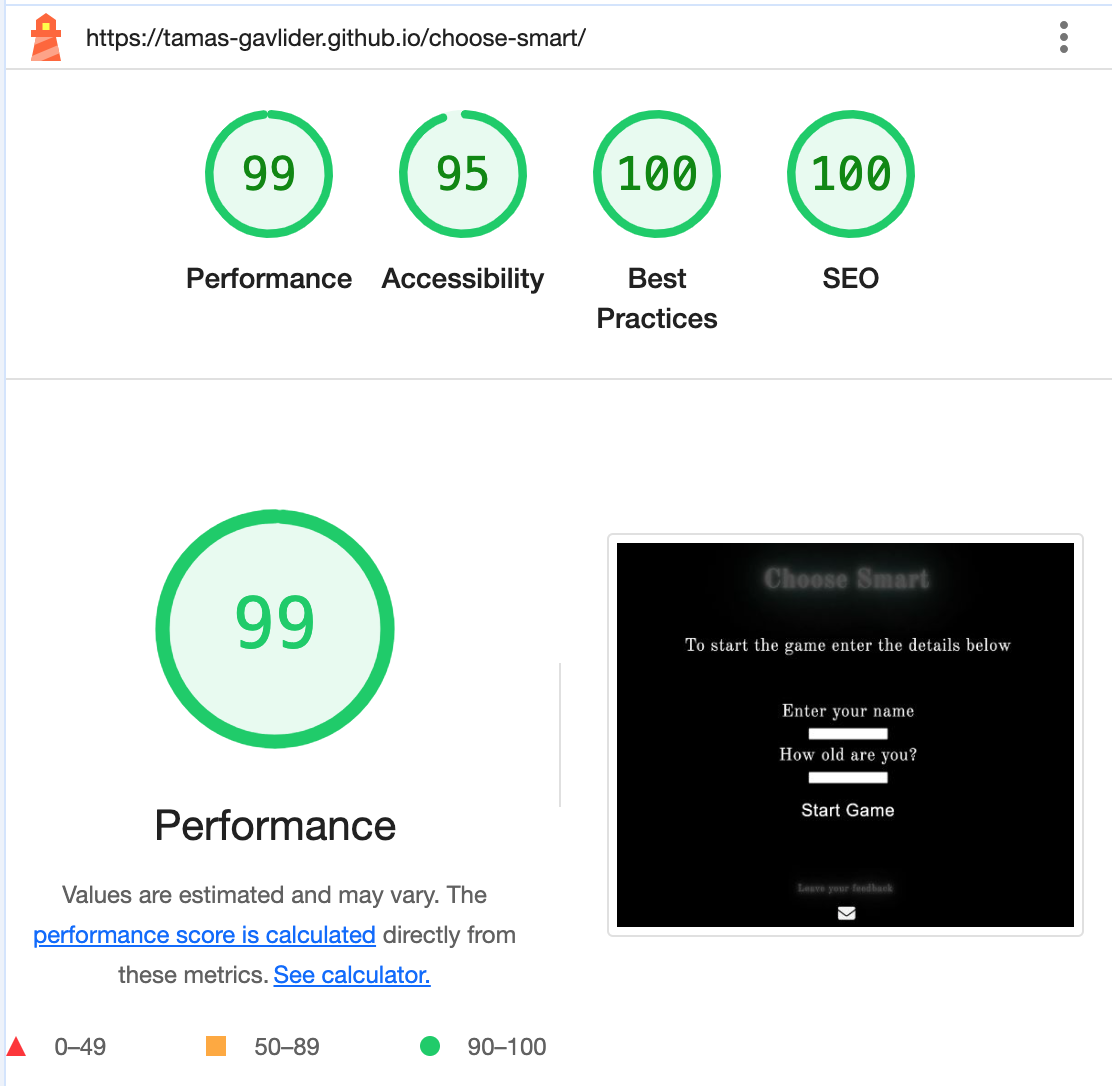 https://tamas-gavlider.github.io/choose-smart/
99
95
100
100
Performance
Accessibility
Best
Practices
SEO
99
Performance
Values are estimated and may vary. The
performance score is calculated directly from
these metrics. See calculator.
0–49
50–89
90–100
Choose Smart
To start the game enter the details below
Enter your name
How old are you?
Start Game
Leave your feedback